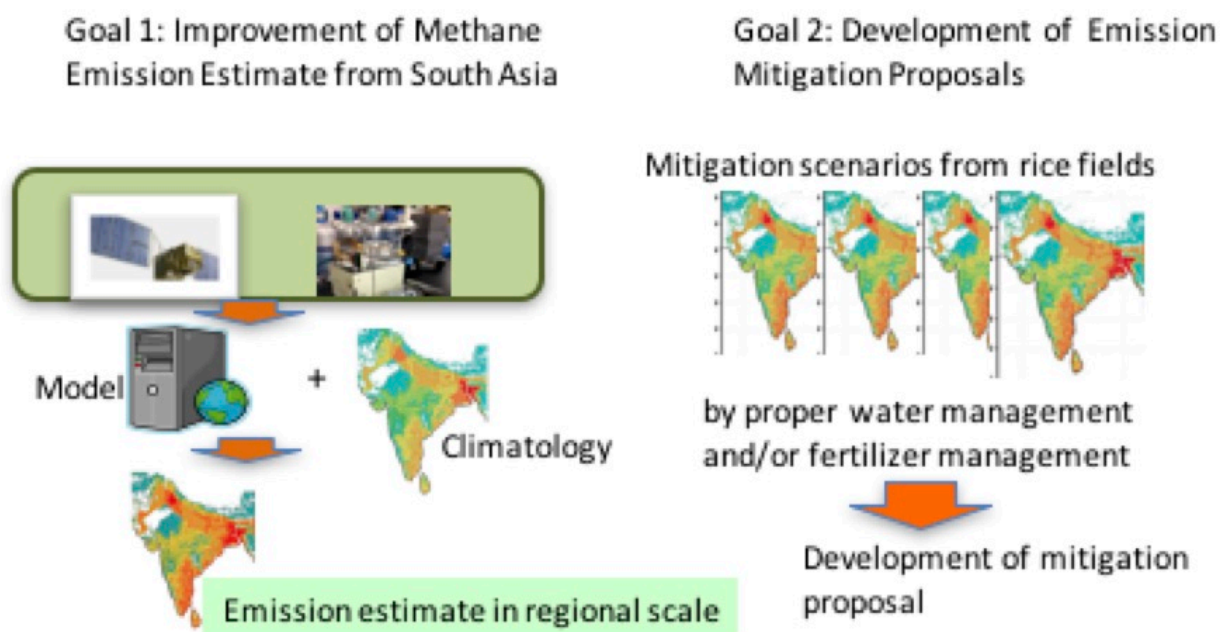 Goal 1: Improvement of Methane
Emission Estimate from South Asia
Model
+
Climatology
Emission estimate in regional scale
Goal 2: Development of Emission
Mitigation Proposals
Mitigation scenarios from rice fields
by proper water management
and/or fertilizer management
Development of mitigation
proposal